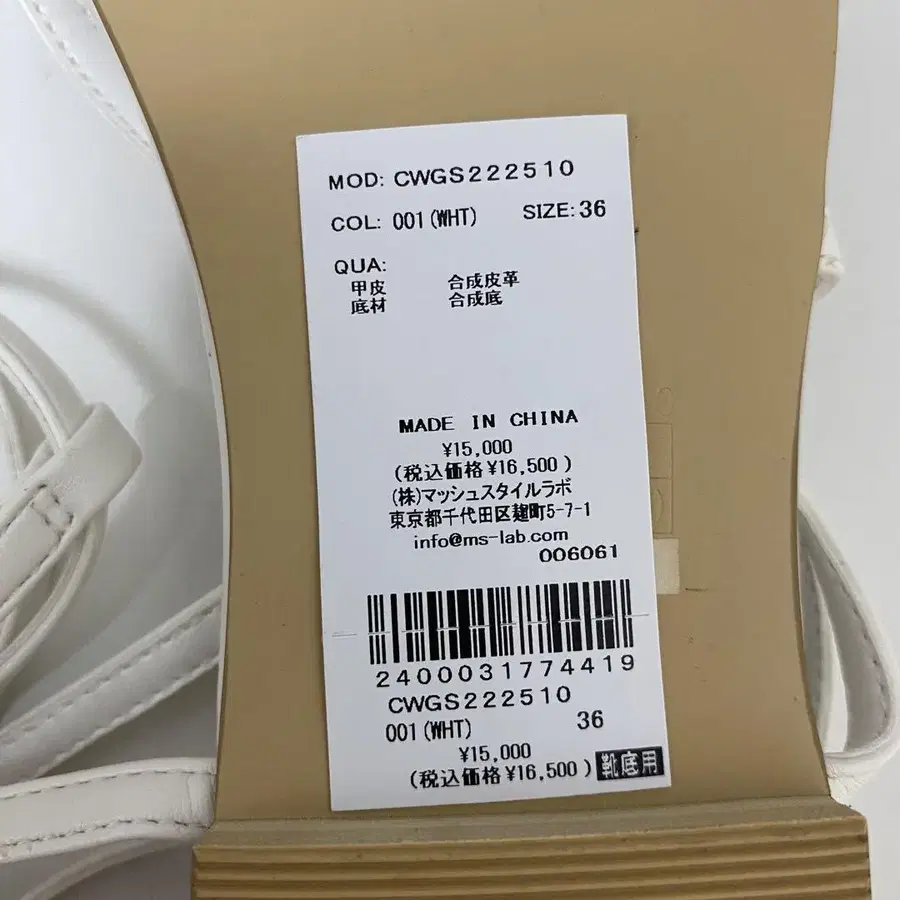 MOD: CWGS222510
COL: 001(WHT) SIZE: 36
QUA:
甲皮 合成皮革
底材 合成底
MADE IN CHINA
¥15,000
(税込価格¥16,500)
(株)マッシュスタイルラボ
東京都千代田区麹町5-7-1
info@ms-lab.com
006061
2400031774419
CWGS222510
001(WHT) 36
¥15,000
(税込価格¥16,500) 靴底用